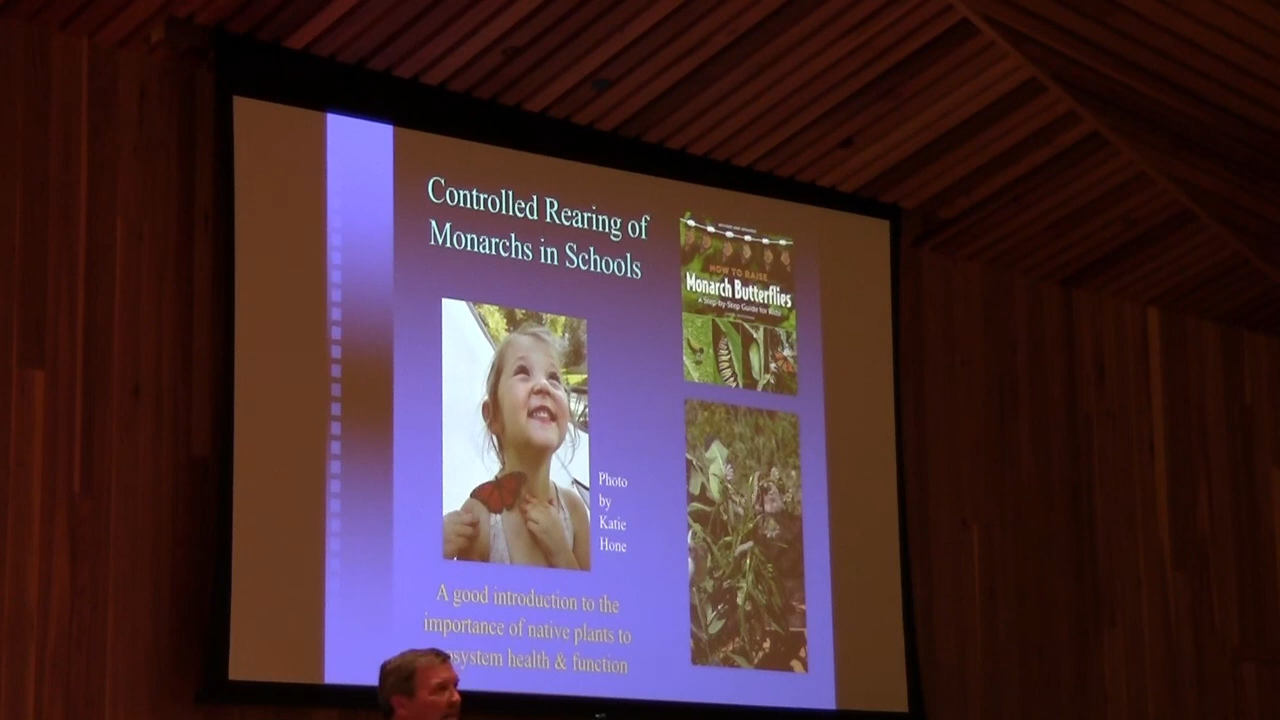 Controlled Rearing of
Monarchs in Schools
HOW TO RAISE
Monarch Butterflies
A Step-by-Step Guide for Kids
Photo
by
Katie
Hone
A good introduction to the
importance of native plants to
system health & function